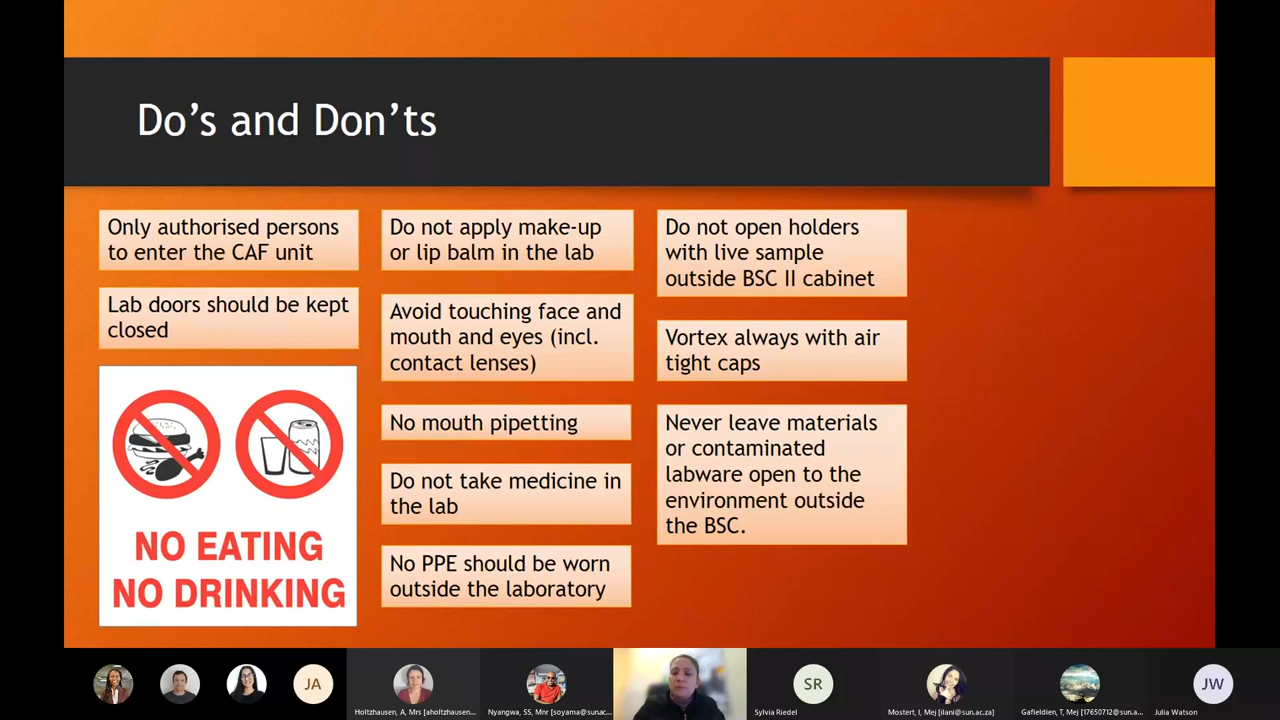 Do's and Don'ts
Only authorised persons
to enter the CAF unit
Lab doors should be kept
closed
NO EATING
NO DRINKING
Do not apply make-up
or lip balm in the lab
Avoid touching face and
mouth and eyes (incl.
contact lenses)
No mouth pipetting
Do not take medicine in
the lab
No PPE should be worn
outside the laboratory
Do not open holders
with live sample
outside BSC II cabinet
Vortex always with air
tight caps
Never leave materials
or contaminated
labware open to the
environment outside
the BSC.
JA
SR
JW
Holtzhausen, A, Mrs [aholtzhausen...
Nyangwa, SS, Mnr [soyama@sunac...
Sylvia Riedel
Mostert, I, Mej [ilani@sun.ac.za]
Gafieldien, T, Mej [17650712@sun.a...
Julia Watson